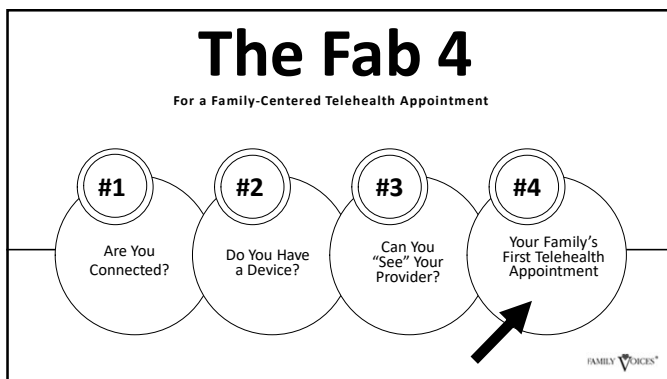 The Fab 4
For a Family-Centered Telehealth Appointment
#1
#2
#3
#4
Are You
Connected?
Do You Have
a Device?
Can You
"See" Your
Provider?
Your Family's
First Telehealth
Appointment
FAMILY VOICES®